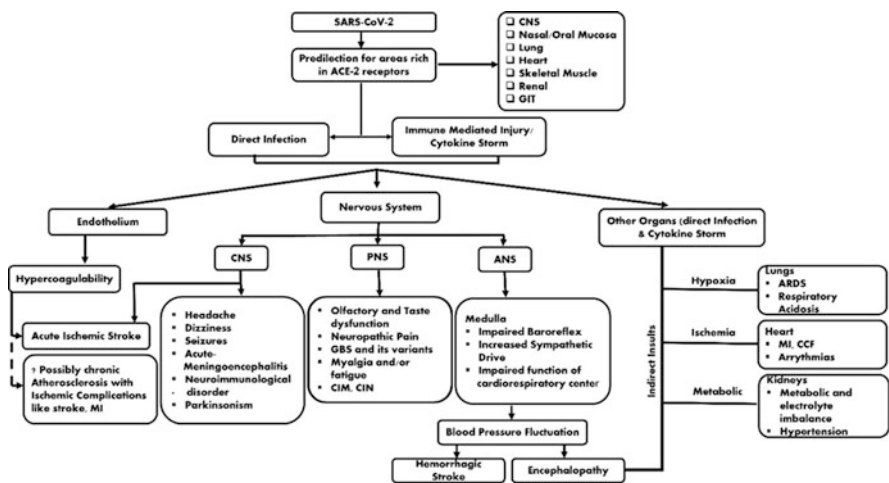 SARS-CoV-2
Predilection for areas rich
in ACE-2 receptors
❑ CNS
❑ Nasal/Oral Mucosa
❑ Lung
❑ Heart
❑ Skeletal Muscle
❑ Renal
❑ GIT
Direct Infection
Immune Mediated Injury/
Cytokine Storm
Endothelium
Nervous System
Other Organs (direct Infection
& Cytokine Storm
Hypercoagulability
CNS
PNS
ANS
Acute Ischemic Stroke
? Possibly chronic
Atherosclerosis with
Ischemic Complications
like stroke, MI
▪ Headache
▪ Dizziness
▪ Seizures
▪ Acute-
Meningoencephalitis
▪ Neuroimmunological
disorder
▪ Parkinsonism
▪ Olfactory and Taste
dysfunction
▪ Neuropathic Pain
▪ GBS and its variants
▪ Myalgia and/or
fatigue
▪ CIM, CIN
Medulla
▪ Impaired Baroreflex
▪ Increased Sympathetic
Drive
▪ Impaired function of
cardiorespiratory center
Blood Pressure Fluctuation
Hemorrhagic
Stroke
Encephalopathy
Indirect Insults
Hypoxia
Lungs
▪ ARDS
▪ Respiratory
Acidosis
Ischemia
Heart
▪ MI, CCF
▪ Arrythmias
Metabolic
Kidneys
▪ Metabolic and
electrolyte
imbalance
▪ Hypertension